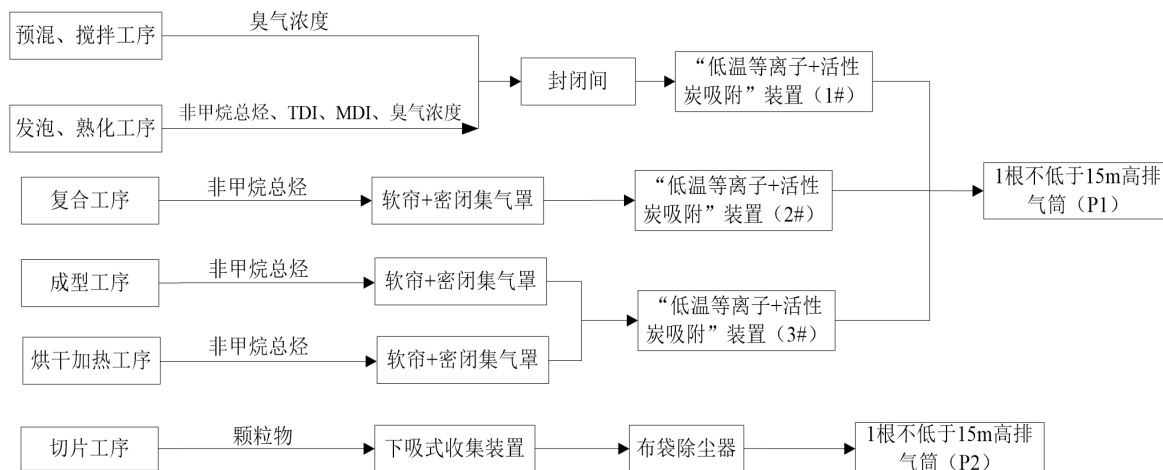 预混、搅拌工序
臭气浓度
发泡、熟化工序
非甲烷总烃、TDI、MDI、臭气浓度
封闭间
“低温等离子+活性
炭吸附”装置（1#）
复合工序
非甲烷总烃
软帘+密闭集气罩
“低温等离子+活性
炭吸附”装置（2#）
1根不低于15m高排
气筒（P1）
成型工序
非甲烷总烃
软帘+密闭集气罩
烘干加热工序
非甲烷总烃
软帘+密闭集气罩
“低温等离子+活性
炭吸附”装置（3#）
切片工序
颗粒物
下吸式收集装置
布袋除尘器
1根不低于15m高排
气筒（P2）